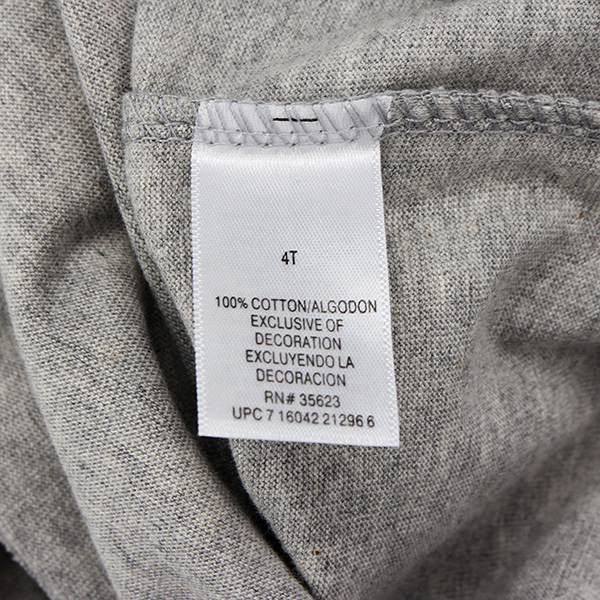 4T
100% COTTON/ALGODON
EXCLUSIVE OF
DECORATION
EXCLUYENDO LA
DECORACION
RN# 35623
UPC 7 16042 21296 6